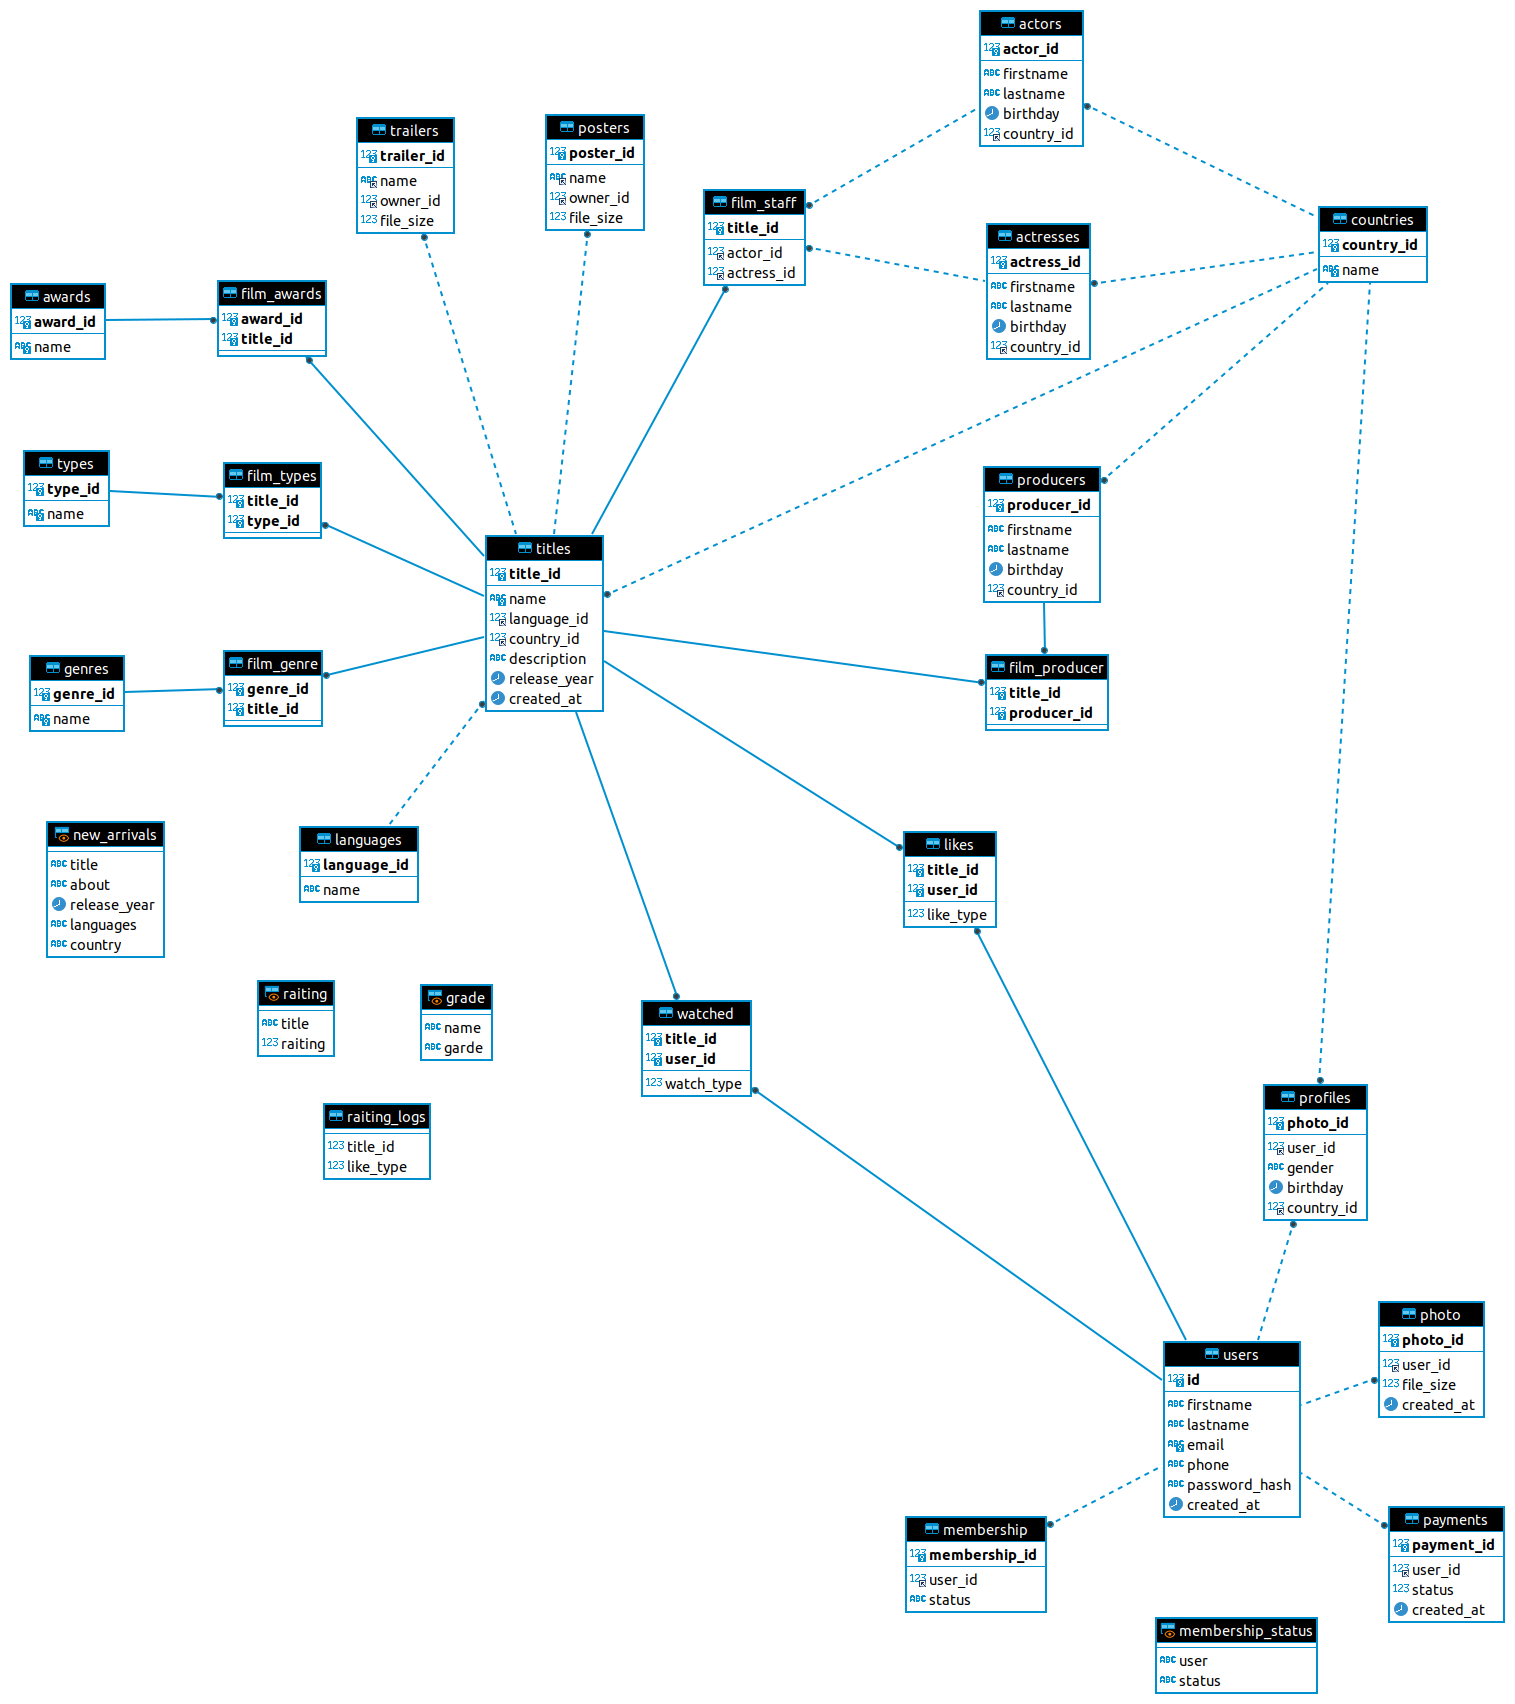 actors
actor_id
firstname
lastname
birthday
country_id
trailers
trailer_id
name
owner_id
file_size
posters
poster_id
name
owner_id
file_size
film_staff
title_id
actor_id
actress_id
actresses
actress_id
firstname
lastname
birthday
country_id
countries
country_id
name
awards
award_id
name
film_awards
award_id
title_id
types
type_id
name
film_types
title_id
type_id
producers
producer_id
firstname
lastname
birthday
country_id
titles
title_id
name
language_id
country_id
description
release_year
created_at
genres
genre_id
name
film_genre
genre_id
title_id
film_producer
title_id
producer_id
new_arrivals
title
about
release_year
languages
country
languages
language_id
name
likes
title_id
user_id
like_type
raiting
title
raiting
grade
name
garde
watched
title_id
user_id
watch_type
raiting_logs
title_id
like_type
profiles
photo_id
user_id
gender
birthday
country_id
users
id
firstname
lastname
email
phone
password_hash
created_at
photo
photo_id
user_id
file_size
created_at
membership
membership_id
user_id
status
payments
payment_id
user_id
status
created_at
membership_status
user
status